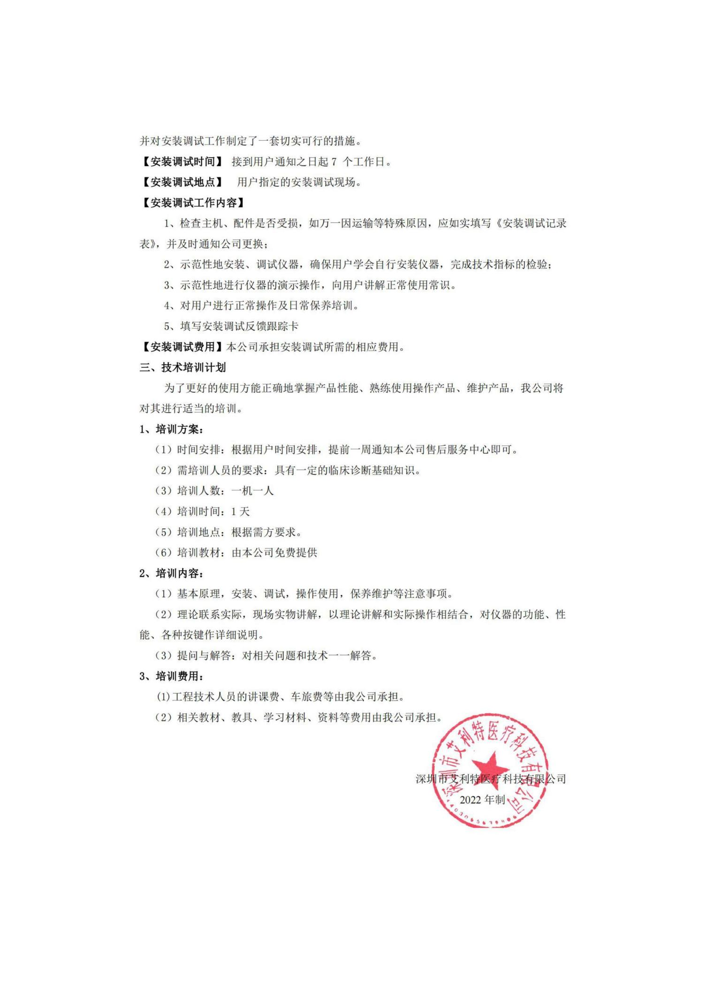 并对安装调试工作制定了一套切实可行的措施。
【安装调试时间】 接到用户通知之日起 7 个工作日。
【安装调试地点】 用户指定的安装调试现场。
【安装调试工作内容】
1、检查主机、配件是否受损，如万一因运输等特殊原因，应如实填写《安装调试记录
表》，并及时通知公司更换；
2、示范性地安装、调试仪器，确保用户学会自行安装仪器，完成技术指标的检验；
3、示范性地进行仪器的演示操作，向用户讲解正常使用常识。
4、对用户进行正常操作及日常保养培训。
5、填写安装调试反馈跟踪卡
【安装调试费用】本公司承担安装调试所需的相应费用。
三、技术培训计划
为了更好的使用方能正确地掌握产品性能、熟练使用操作产品、维护产品，我公司将
对其进行适当的培训。
1、培训方案：
（1）时间安排：根据用户时间安排，提前一周通知本公司售后服务中心即可。
（2）需培训人员的要求：具有一定的临床诊断基础知识。
（3）培训人数：一机一人
（4）培训时间：1 天
（5）培训地点：根据需方要求。
（6）培训教材：由本公司免费提供
2、培训内容：
（1）基本原理，安装、调试，操作使用，保养维护等注意事项。
（2）理论联系实际，现场实物讲解，以理论讲解和实际操作相结合，对仪器的功能、性
能、各种按键作详细说明。
（3）提问与解答：对相关问题和技术一一解答。
3、培训费用：
(1)工程技术人员的讲课费、车旅费等由我公司承担。
（2）相关教材、教具、学习材料、资料等费用由我公司承担。
深圳市艾利特医疗科技有限公司
深圳市艾利特医疗科技有限公司
2022 年制